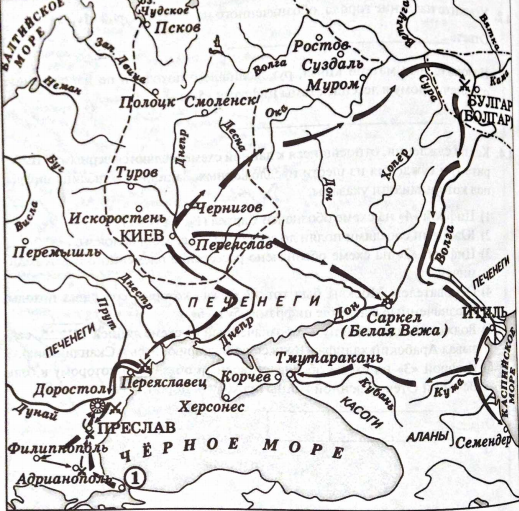 БАЛТИЙСКОЕ
МОРЕ
Чудское
Псков
Зап. Двина
Неман
Полоцк
Смоленск
Волга
Ростов
Суздаль
Муром
Ока
Ветлуга
Вятка
Кама
Сура
БУЛГАР
(БОЛГАР)
Буг
Висла
Туров
Днепр
Десна
Чернигов
Искоростень
КИЕВ
Переяслав
Перемышль
Хопёр
Дон
Волга
ПЕЧЕНЕГИ
Днестр
Прут
ПЕЧЕНЕГИ
ПЕЧЕНЕГИ
Днепр
Дон
Саркел
(Белая Вежа)
ИТИЛЬ
Тмутаракань
Корчев
Херсонес
Кубань
КАСОГИ
Кума
АЛАНЫ
Семендер
КАСПИЙСКОЕ
МОРЕ
Переяславец
Доростол
Дунай
ПРЕСЛАВ
Филиппополь
Адрианополь
1
ЧЁРНОЕ МОРЕ